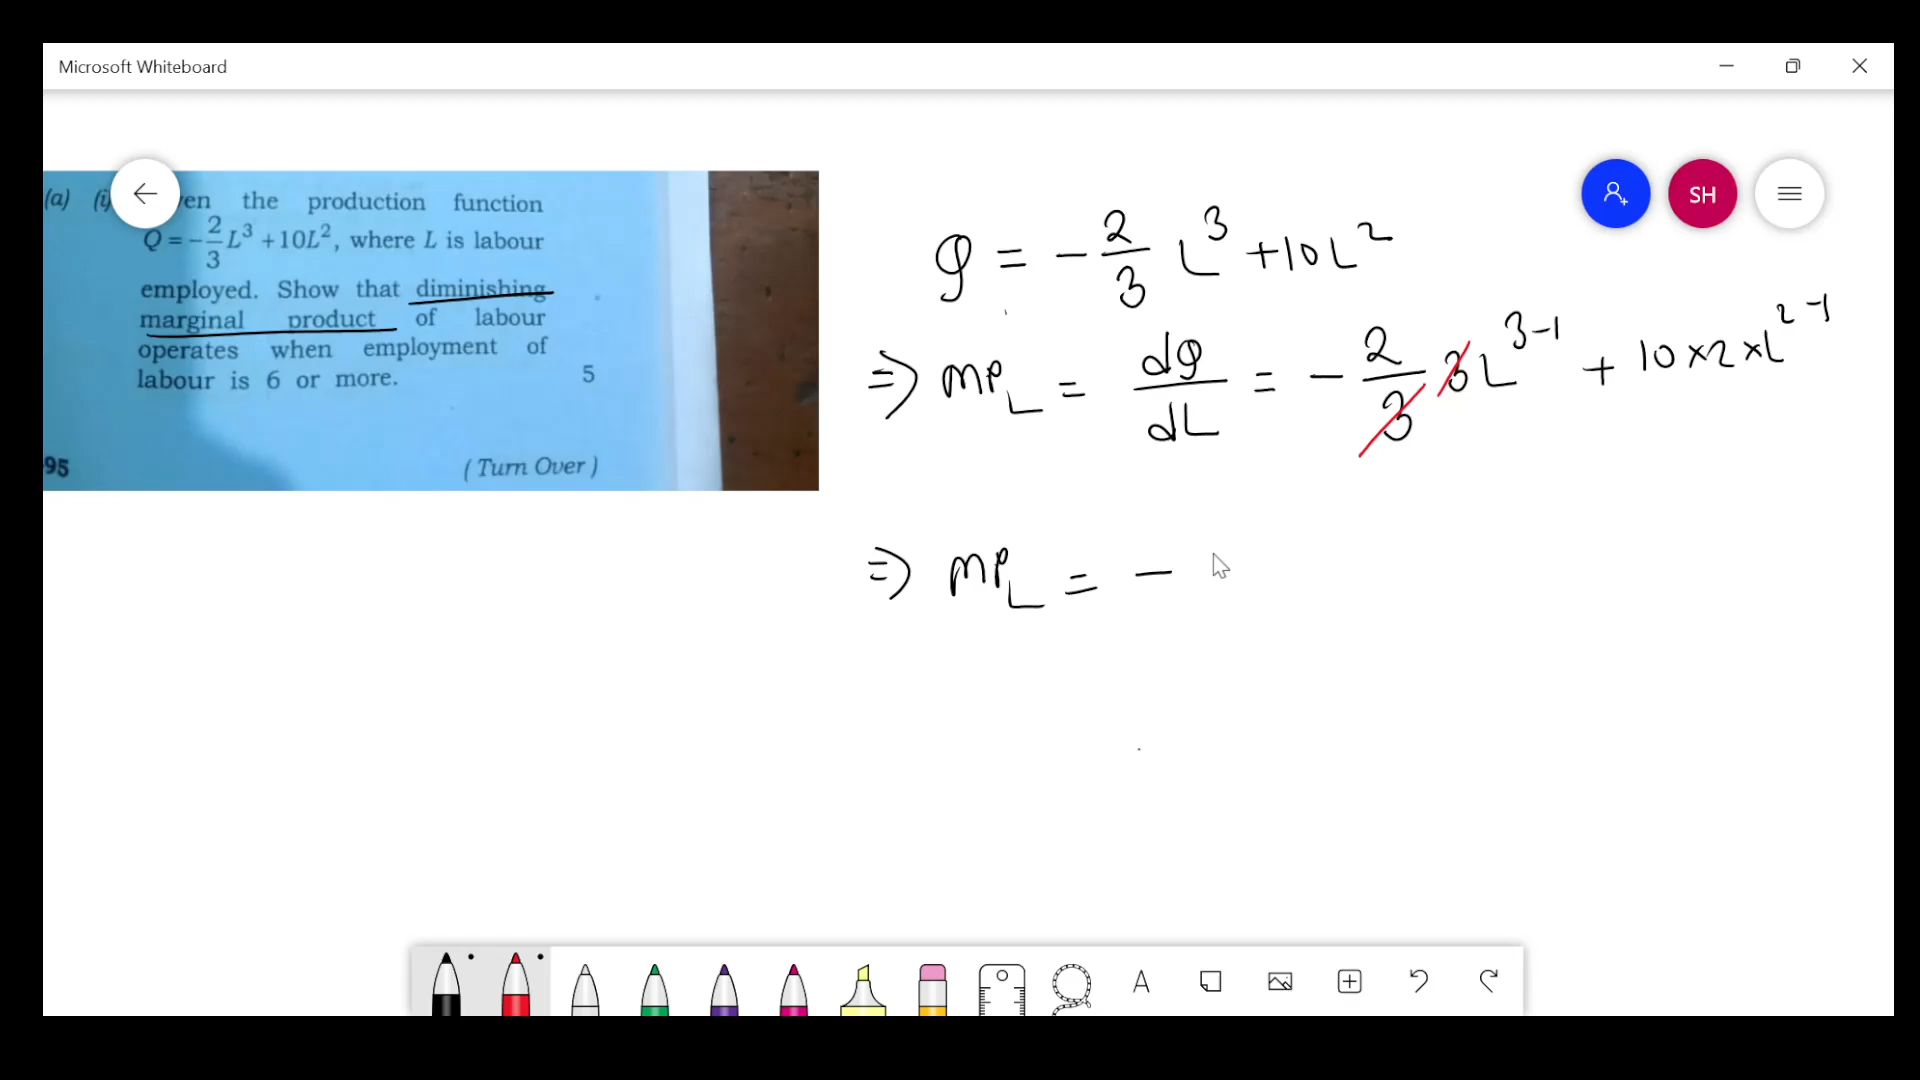 Microsoft Whiteboard
(a) (i) en the production function
Q = -2/3 L³ + 10L², where L is labour
employed. Show that diminishing
marginal product of labour
operates when employment of
labour is 6 or more. 5
95 (Turn Over)
Q = - 2/3 L³ + 10L²
⇒ MP_L = dQ/dL = - 2/3 3L³⁻¹ + 10×2×L²⁻¹
⇒ MP_L = -
SH
A